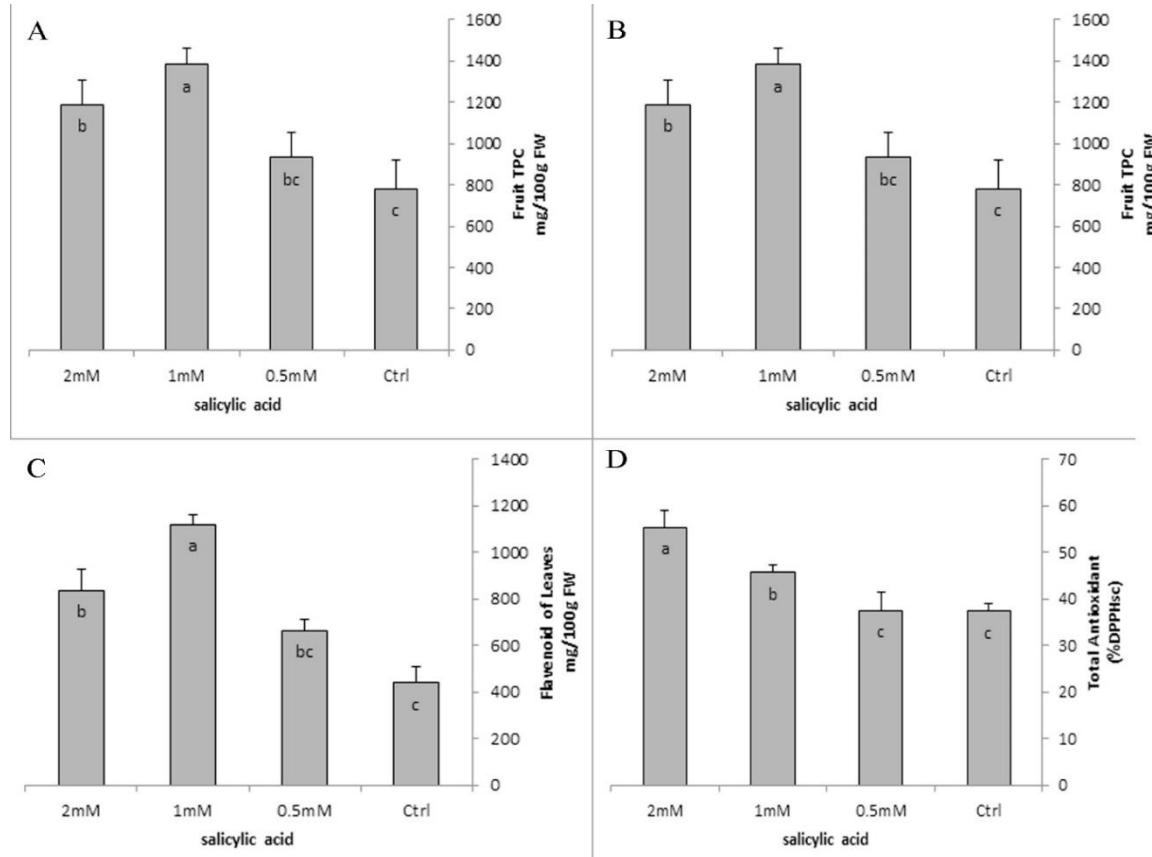 A
1600
1400
1200
1000
800
600
400
200
0
Fruit TPC
mg/100g FW
a
b
bc
c
2mM 1mM 0.5mM Ctrl
salicylic acid
B
1600
1400
1200
1000
800
600
400
200
0
Fruit TPC
mg/100g FW
a
b
bc
c
2mM 1mM 0.5mM Ctrl
salicylic acid
C
1400
1200
1000
800
600
400
200
0
Flavenoid of Leaves
mg/100g FW
a
b
bc
c
2mM 1mM 0.5mM Ctrl
salicylic acid
D
70
60
50
40
30
20
10
0
Total Antioxidant
(%DPPHsc)
a
b
c
c
2mM 1mM 0.5mM Ctrl
salicylic acid